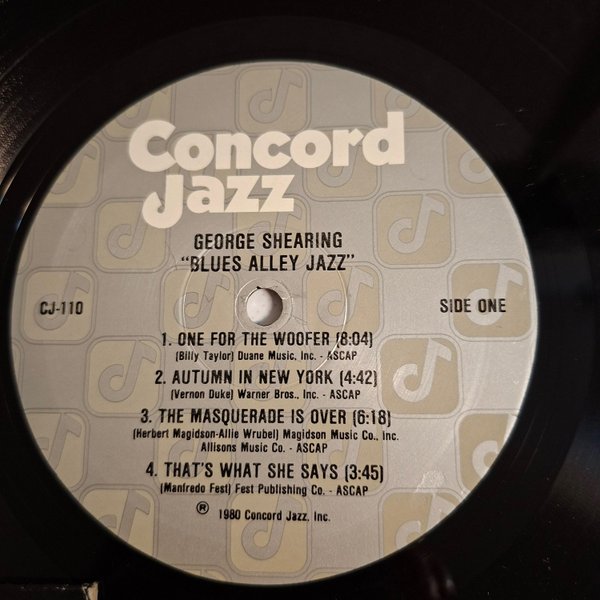 Concord
Jazz
GEORGE SHEARING
"BLUES ALLEY JAZZ"
CJ-110
SIDE ONE
1. ONE FOR THE WOOFER (8:04)
(Billy Taylor) Duane Music, Inc. - ASCAP
2. AUTUMN IN NEW YORK (4:42)
(Vernon Duke) Warner Bros., Inc. - ASCAP
3. THE MASQUERADE IS OVER (6:18)
(Herbert Magidson-Allie Wrubel) Magidson Music Co., Inc.
Allisons Music Co. - ASCAP
4. THAT'S WHAT SHE SAYS (3:45)
(Manfredo Fest) Fest Publishing Co. - ASCAP
® 1980 Concord Jazz, Inc.